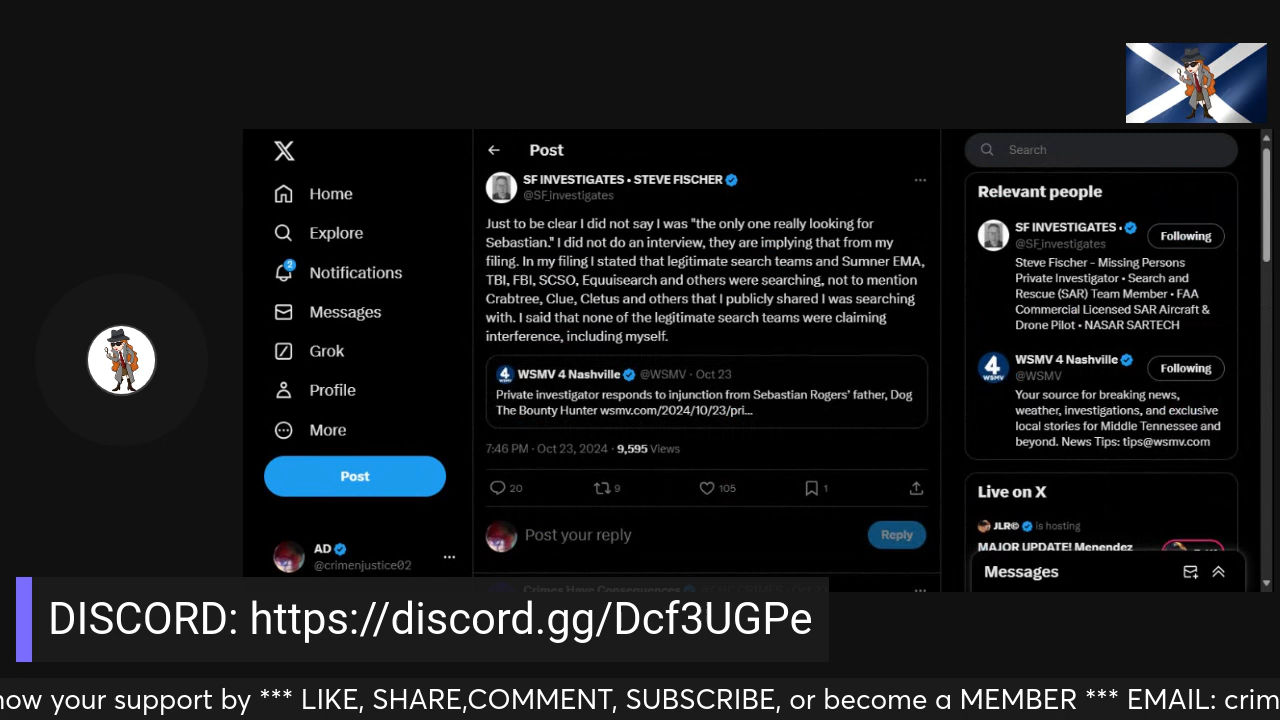 Home
Explore
2
Notifications
Messages
Grok
Profile
More
Post
AD
@crimenjustice02
Post
SF INVESTIGATES • STEVE FISCHER
@SF_investigates
Just to be clear I did not say I was "the only one really looking for
Sebastian." I did not do an interview, they are implying that from my
filing. In my filing I stated that legitimate search teams and Sumner EMA,
TBI, FBI, SCSO, Equuisearch and others were searching, not to mention
Crabtree, Clue, Cletus and others that I publicly shared I was searching
with. I said that none of the legitimate search teams were claiming
interference, including myself.
4 WSMV
WSMV 4 Nashville @WSMV · Oct 23
Private investigator responds to injunction from Sebastian Rogers' father, Dog
The Bounty Hunter wsmv.com/2024/10/23/pri...
7:46 PM · Oct 23, 2024 · 9,595 Views
20 9 105 1
Post your reply
Reply
Crimes Have Consequences
Search
Relevant people
SF INVESTIGATES •
@SF_investigates
Following
Steve Fischer - Missing Persons
Private Investigator • Search and
Rescue (SAR) Team Member • FAA
Commercial Licensed SAR Aircraft &
Drone Pilot • NASAR SARTECH
4 WSMV
WSMV 4 Nashville
@WSMV
Following
Your source for breaking news,
weather, investigations, and exclusive
local stories for Middle Tennessee and
beyond. News Tips: tips@wsmv.com
Live on X
JLR© is hosting
MAJOR UPDATE! Menendez
Messages
DISCORD: https://discord.gg/Dcf3UGPe
how your support by *** LIKE, SHARE,COMMENT, SUBSCRIBE, or become a MEMBER *** EMAIL: crim